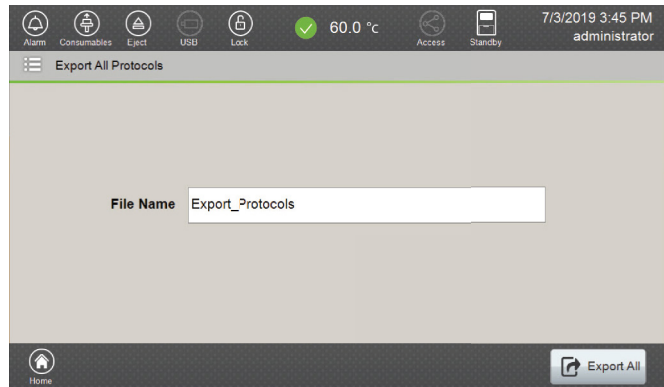 Alarm Consumables Eject USB Lock 60.0 °c Access Standby 7/3/2019 3:45 PM
administrator
Export All Protocols
File Name Export_Protocols
Home Export All